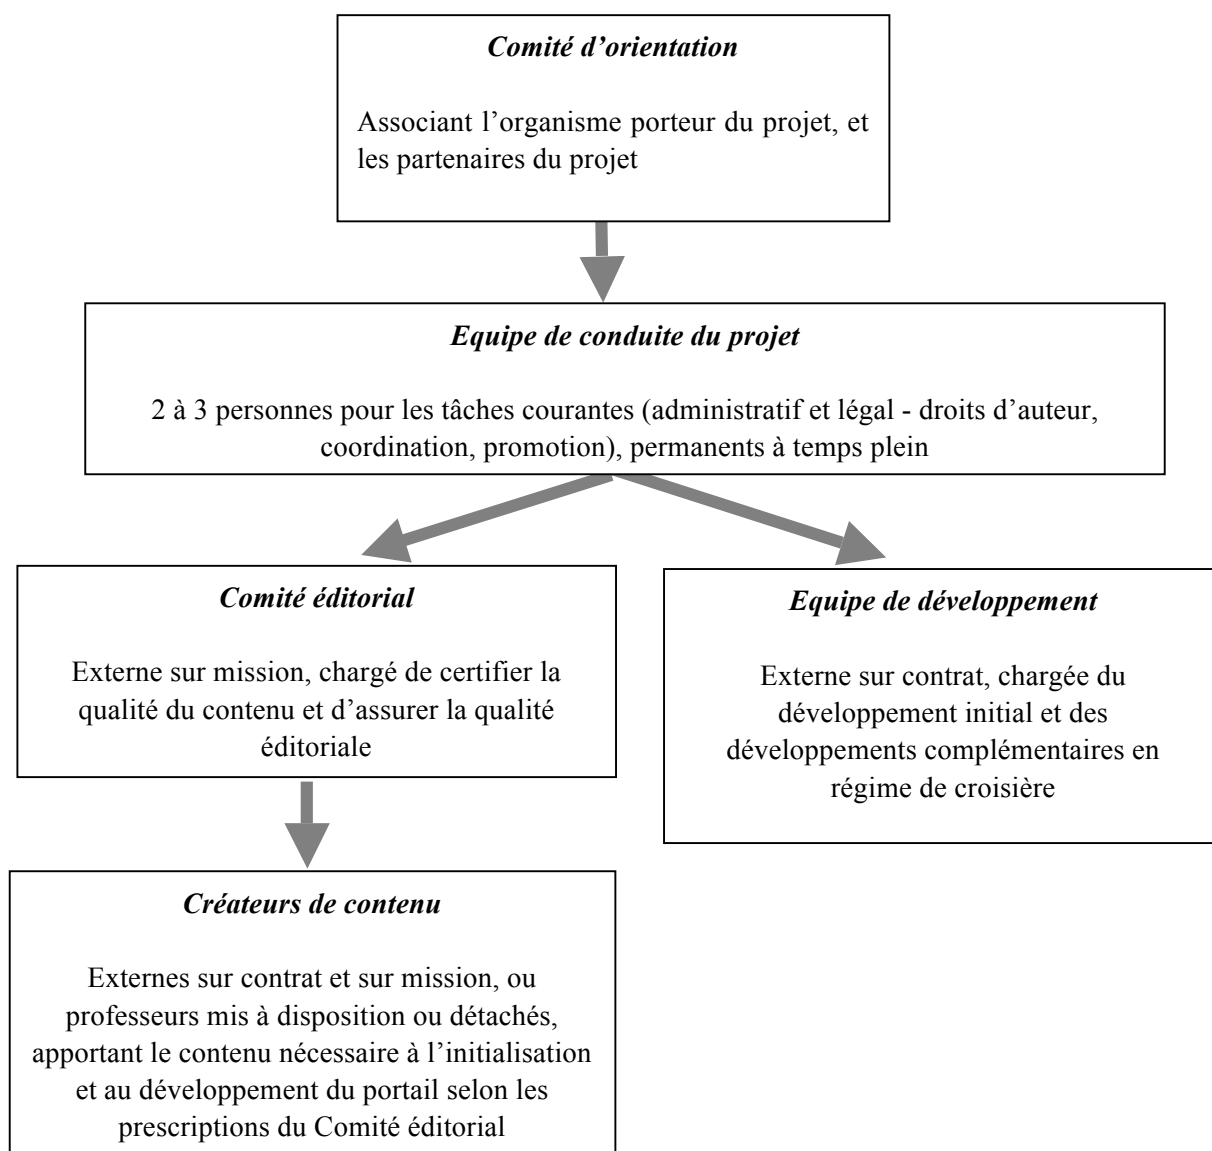 Comité d’orientation
Associant l’organisme porteur du projet, et
les partenaires du projet
Equipe de conduite du projet
2 à 3 personnes pour les tâches courantes (administratif et légal - droits d’auteur,
coordination, promotion), permanents à temps plein
Comité éditorial
Externe sur mission, chargé de certifier la
qualité du contenu et d’assurer la qualité
éditoriale
Equipe de développement
Externe sur contrat, chargée du
développement initial et des
développements complémentaires en
régime de croisière
Créateurs de contenu
Externes sur contrat et sur mission, ou
professeurs mis à disposition ou détachés,
apportant le contenu nécessaire à l’initialisation
et au développement du portail selon les
prescriptions du Comité éditorial